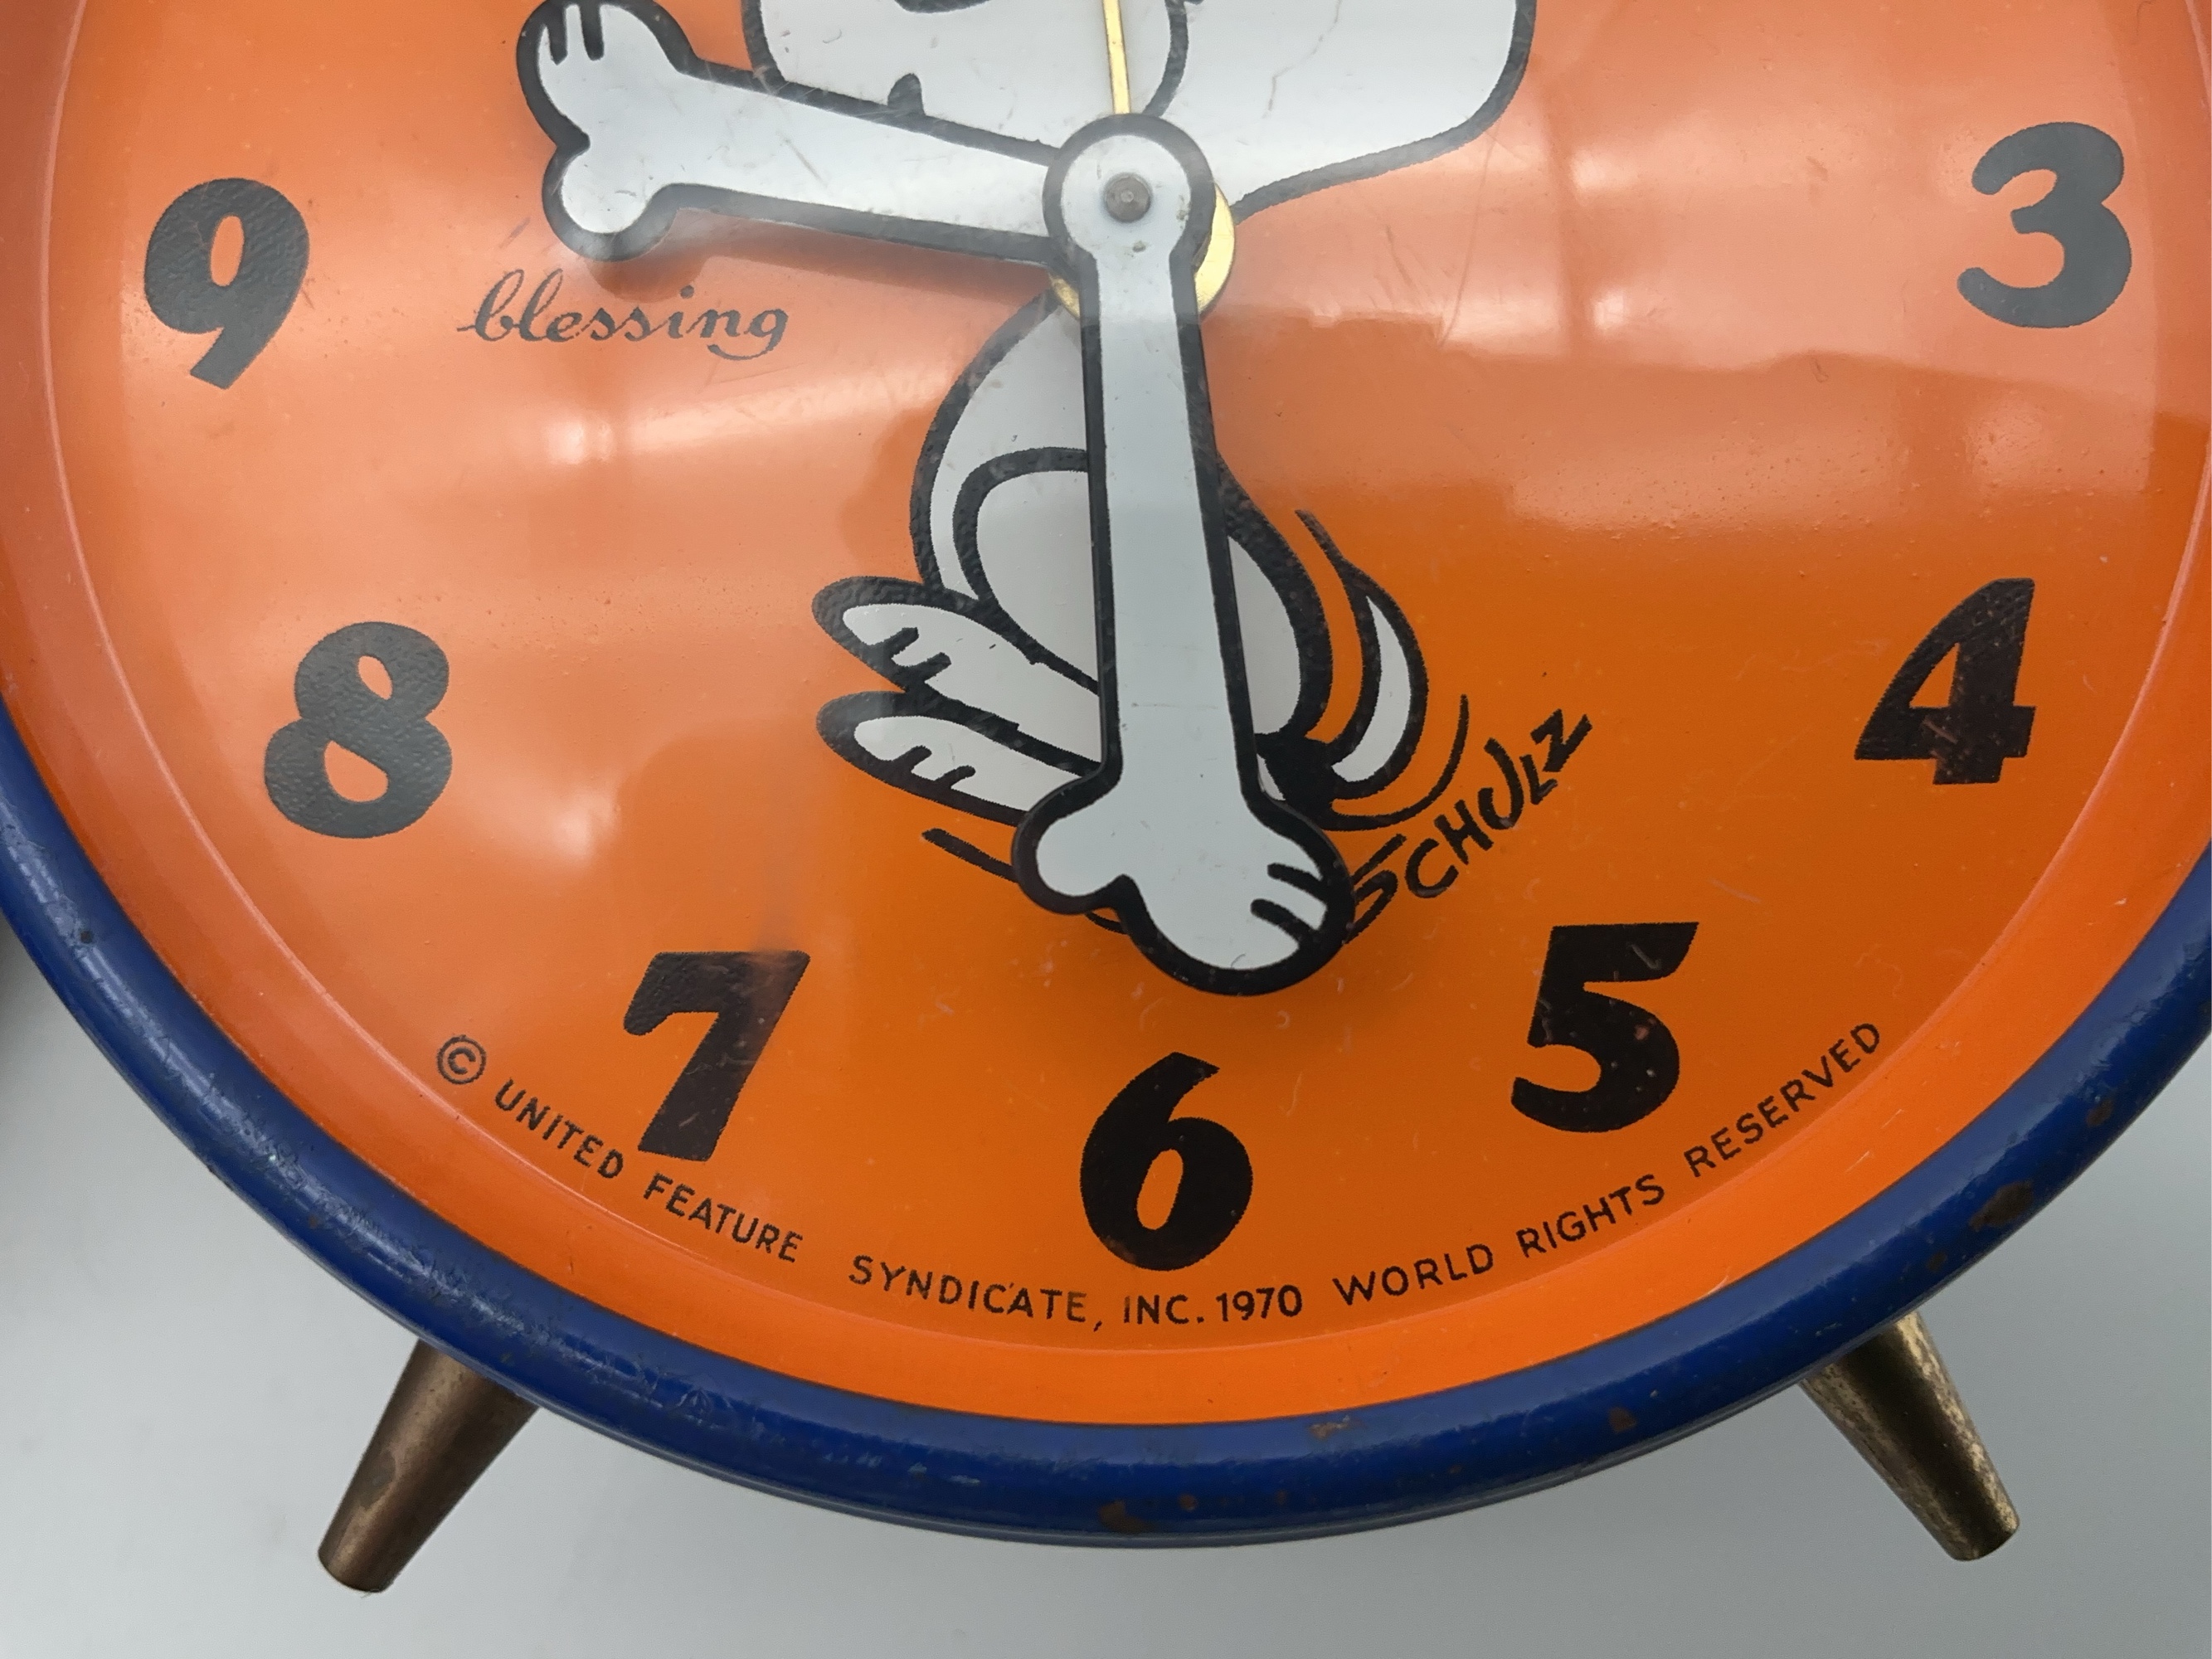 9
3
blessing
8
4
SCHULZ
7
6
5
© UNITED FEATURE SYNDICATE, INC. 1970 WORLD RIGHTS RESERVED